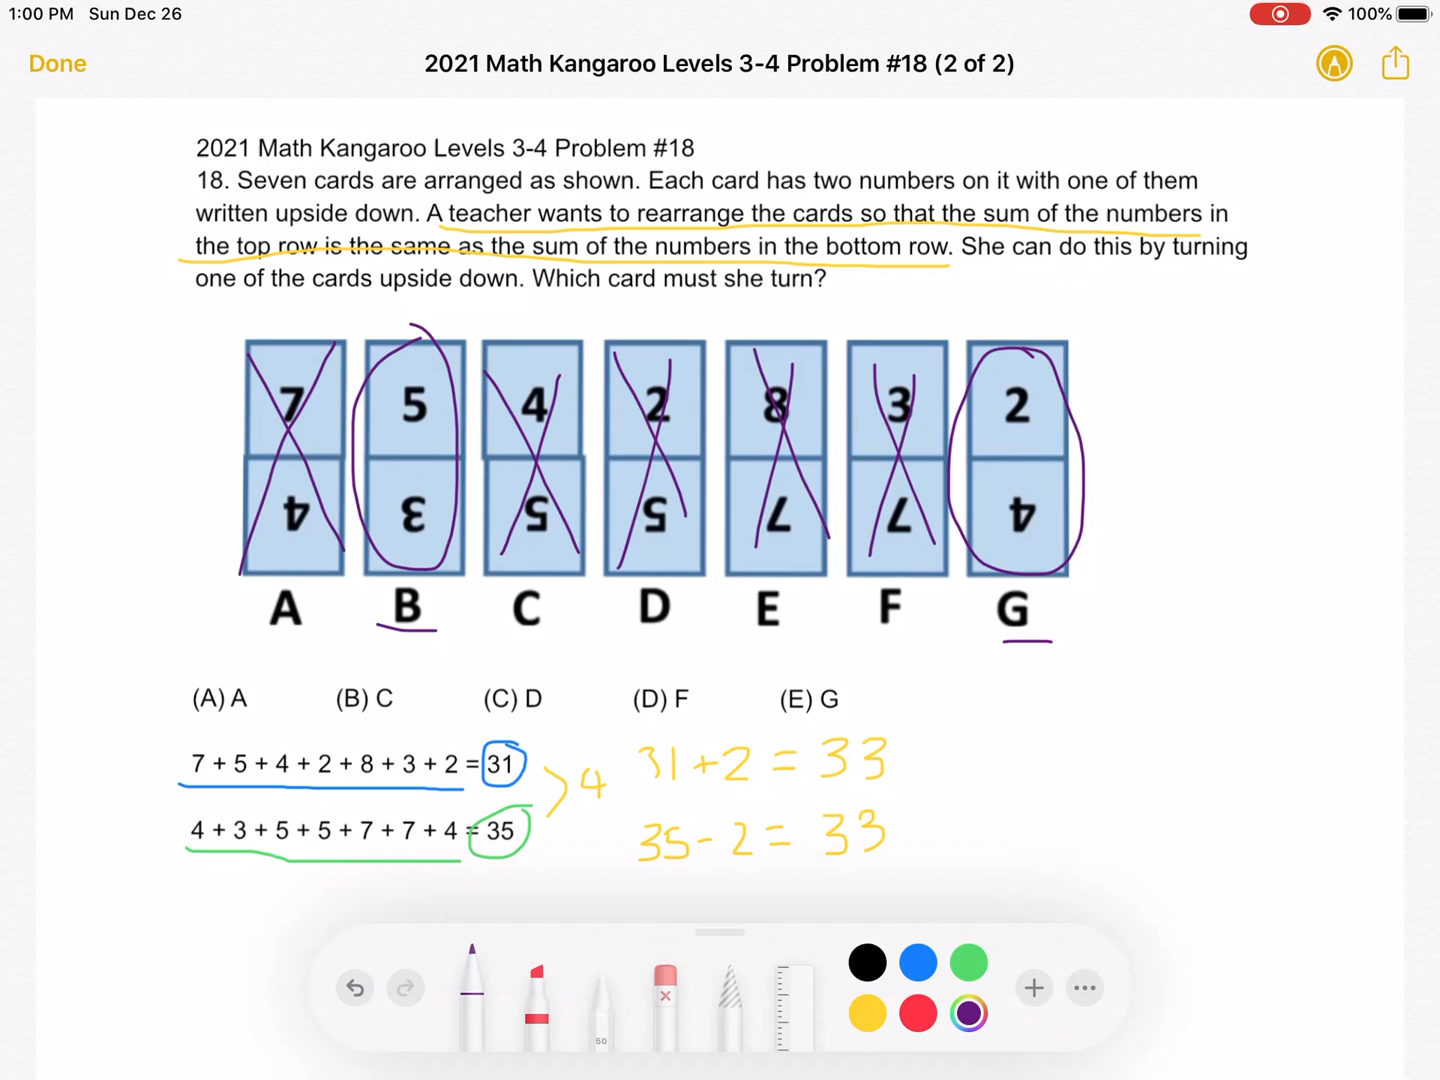 1:00 PM Sun Dec 26
100%
Done
2021 Math Kangaroo Levels 3-4 Problem #18 (2 of 2)
2021 Math Kangaroo Levels 3-4 Problem #18
18. Seven cards are arranged as shown. Each card has two numbers on it with one of them
written upside down. A teacher wants to rearrange the cards so that the sum of the numbers in
the top row is the same as the sum of the numbers in the bottom row. She can do this by turning
one of the cards upside down. Which card must she turn?
7 5 4 2 8 3 2
4 3 5 5 7 7 4
A B C D E F G
(A) A (B) C (C) D (D) F (E) G
7 + 5 + 4 + 2 + 8 + 3 + 2 = 31
4 + 3 + 5 + 5 + 7 + 7 + 4 = 35
>4
31+2 = 33
35-2 = 33
50